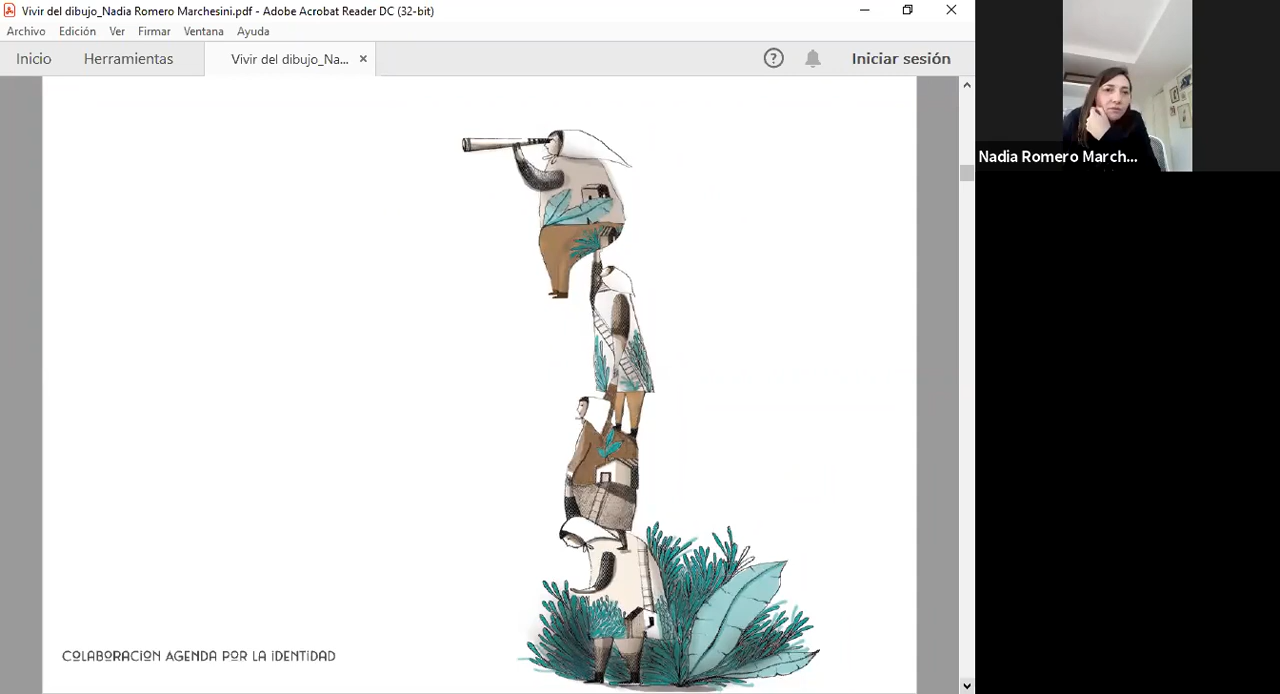 Vivir del dibujo_Nadia Romero Marchesini.pdf - Adobe Acrobat Reader DC (32-bit)
Archivo Edición Ver Firmar Ventana Ayuda
Inicio Herramientas Vivir del dibujo_Na... × ? Iniciar sesión
Nadia Romero March...
COLABORACION AGENDA POR LA IDENTIDAD